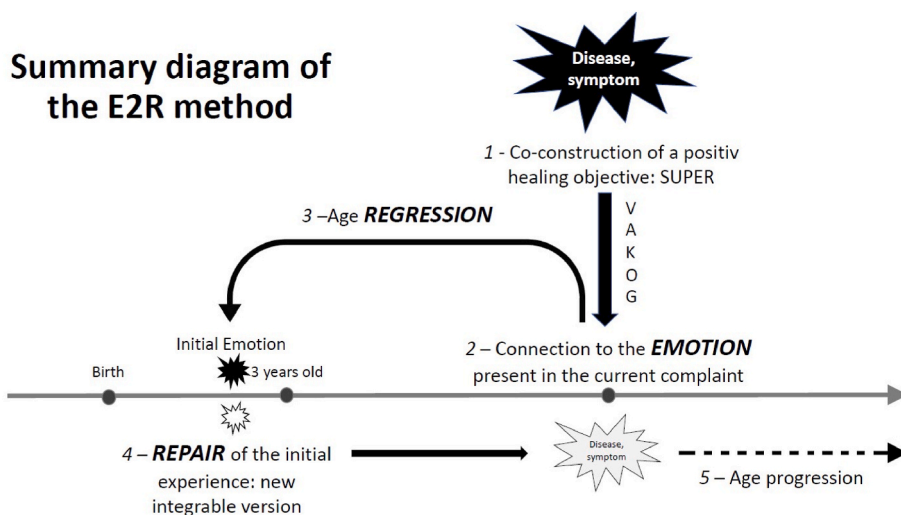 Summary diagram of
the E2R method
Disease,
symptom
1 - Co-construction of a positiv
healing objective: SUPER
3 –Age REGRESSION
V
A
K
O
G
Initial Emotion
2 – Connection to the EMOTION
present in the current complaint
Birth
3 years old
4 – REPAIR of the initial
experience: new
integrable version
Disease,
symptom
5 – Age progression